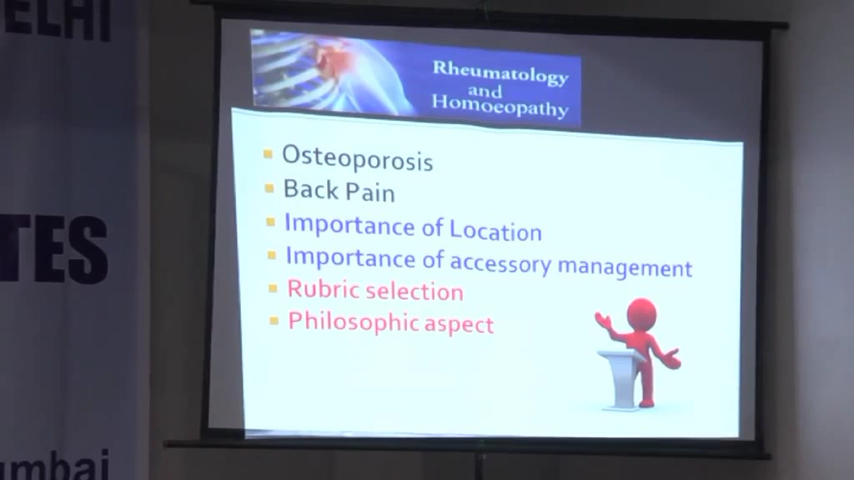 ELHI
TES
umbai
Rheumatology
and
Homoeopathy
Osteoporosis
Back Pain
Importance of Location
Importance of accessory management
Rubric selection
Philosophic aspect